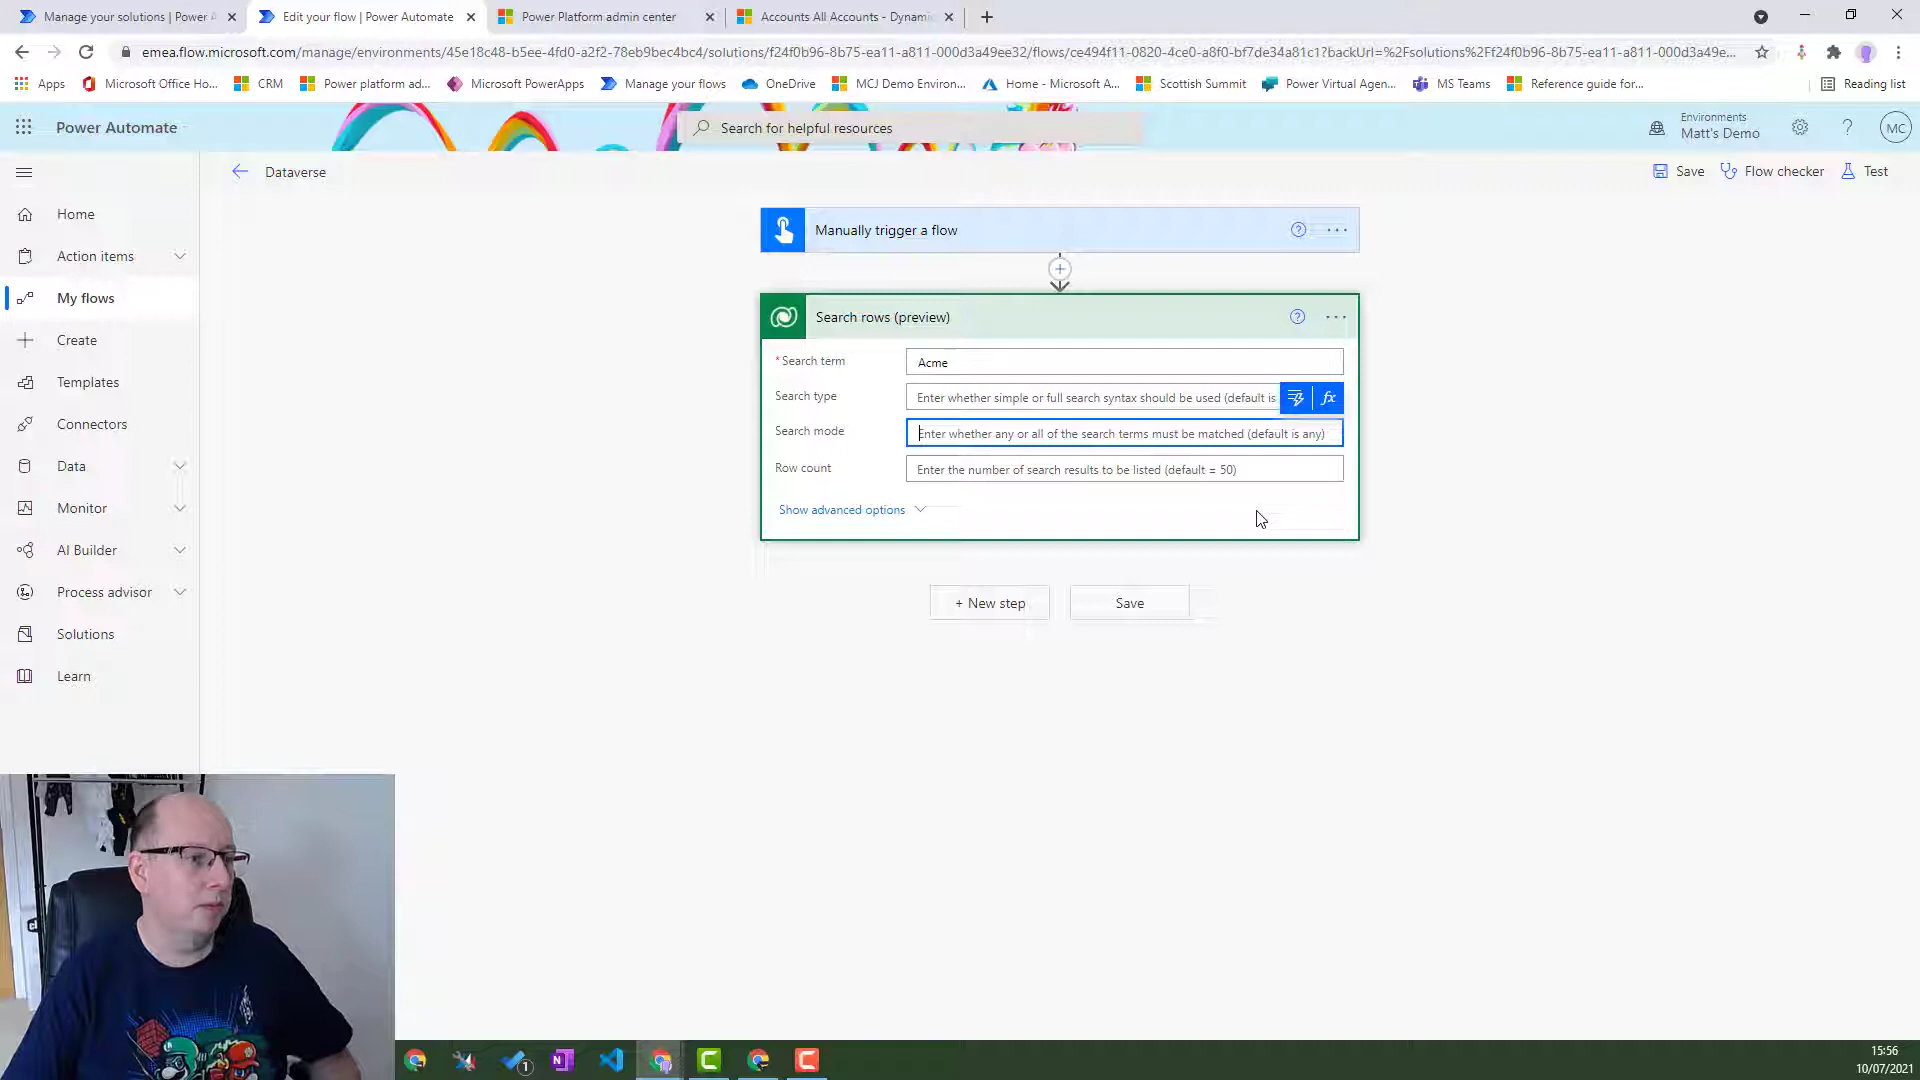 Manage your solutions | Power A
Edit your flow | Power Automate
Power Platform admin center
Accounts All Accounts - Dynamic
emea.flow.microsoft.com/manage/environments/45e18c48-b5ee-4fd0-a2f2-78eb9bec4bc4/solutions/f24f0b96-8b75-ea11-a811-000d3a49ee32/flows/ce494f11-0820-4ce0-a8f0-bf7de34a81c1?backUrl=%2Fsolutions%2Ff24f0b96-8b75-ea11-a811-000d3a49e...
Apps
Microsoft Office Ho...
CRM
Power platform ad...
Microsoft PowerApps
Manage your flows
OneDrive
MCJ Demo Environ...
Home - Microsoft A...
Scottish Summit
Power Virtual Agen...
MS Teams
Reference guide for...
Reading list
Power Automate
Search for helpful resources
Environments
Matt's Demo
MC
Dataverse
Save
Flow checker
Test
Home
Action items
My flows
Create
Templates
Connectors
Data
Monitor
AI Builder
Process advisor
Solutions
Learn
Manually trigger a flow
Search rows (preview)
* Search term
Acme
Search type
Enter whether simple or full search syntax should be used (default is
fx
Search mode
Enter whether any or all of the search terms must be matched (default is any)
Row count
Enter the number of search results to be listed (default = 50)
Show advanced options
+ New step
Save
1
N
15:56
10/07/2021